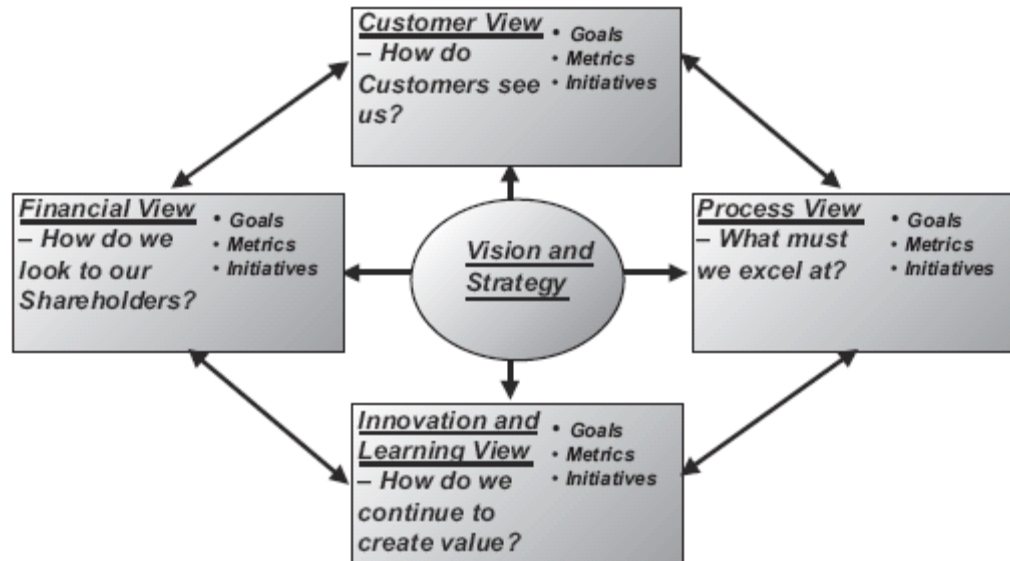 Customer View
– How do
Customers see
us?
• Goals
• Metrics
• Initiatives
Financial View
– How do we
look to our
Shareholders?
• Goals
• Metrics
• Initiatives
Vision and
Strategy
Process View
– What must
we excel at?
• Goals
• Metrics
• Initiatives
Innovation and
Learning View
– How do we
continue to
create value?
• Goals
• Metrics
• Initiatives